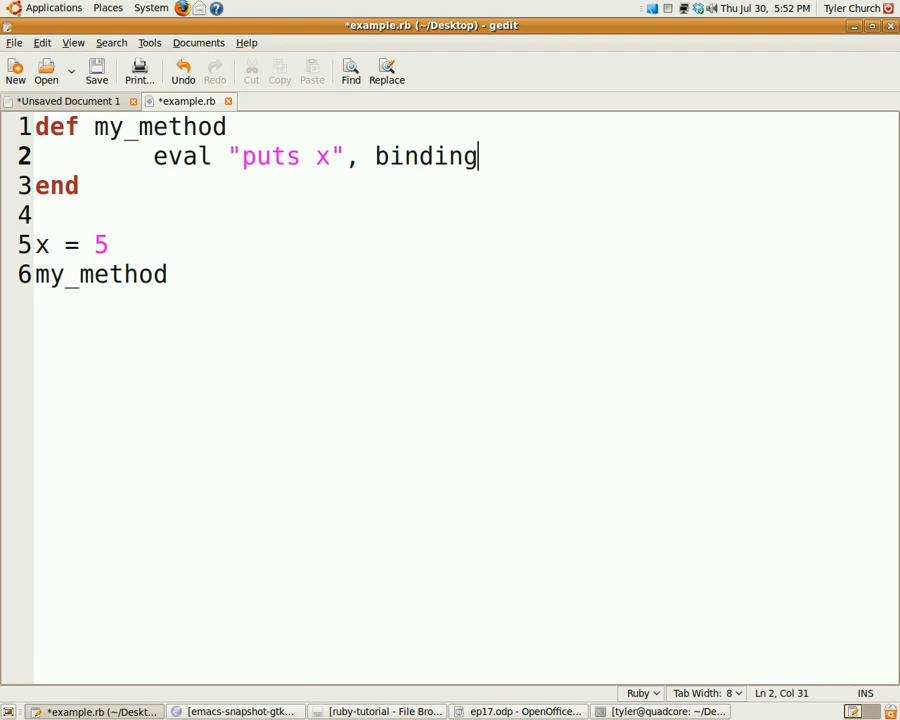 Applications Places System Thu Jul 30, 5:52 PM Tyler Church
*example.rb (~/Desktop) - gedit
File Edit View Search Tools Documents Help
New Open Save Print... Undo Redo Cut Copy Paste Find Replace
*Unsaved Document 1 *example.rb
1 def my_method
2 eval "puts x", binding
3 end
4
5 x = 5
6 my_method
Ruby Tab Width: 8 Ln 2, Col 31 INS
*example.rb (~/Deskt... [emacs-snapshot-gtk... [ruby-tutorial - File Bro... ep17.odp - OpenOffice... [tyler@quadcore: ~/De...